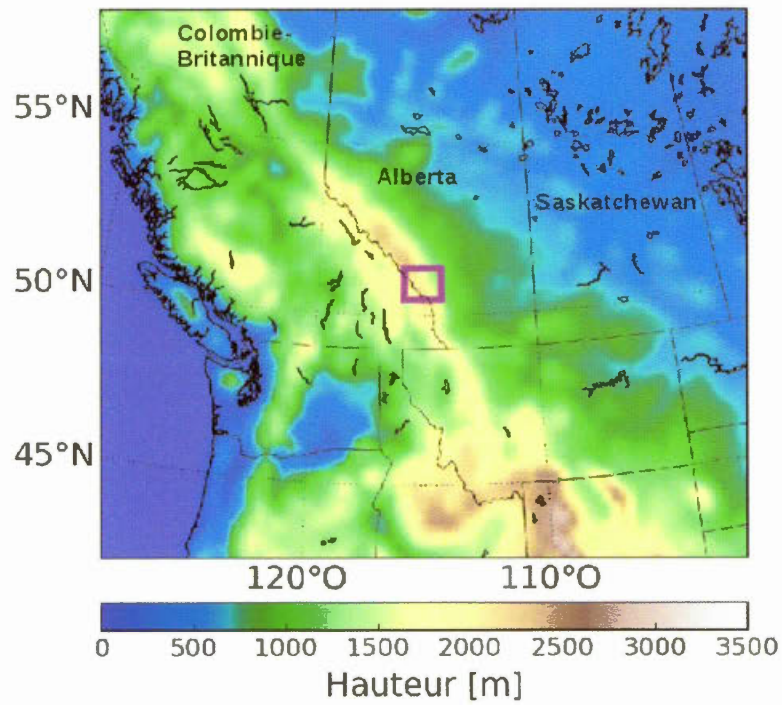 Colombie-
Britannique
55°N
Alberta
Saskatchewan
50°N
45°N
120°O 110°O
0 500 1000 1500 2000 2500 3000 3500
Hauteur [m]